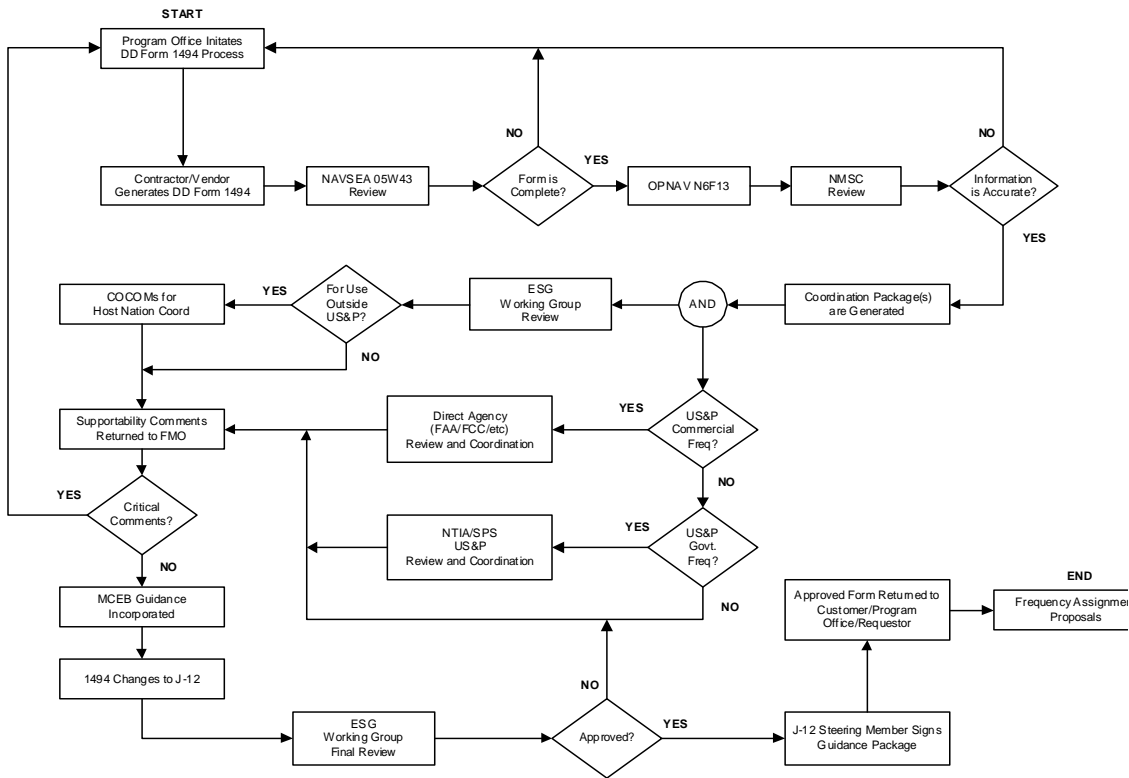 START
Program Office Initates
DD Form 1494 Process
NO
NO
Contractor/Vendor
Generates DD Form 1494
NAVSEA 05W43
Review
Form is
Complete?
YES
OPNAV N6F13
NMSC
Review
Information
is Accurate?
YES
COCOMs for
Host Nation Coord
YES
For Use
Outside
US&P?
NO
ESG
Working Group
Review
AND
Coordination Package(s)
are Generated
Supportability Comments
Returned to FMO
Direct Agency
(FAA/FCC/etc)
Review and Coordination
YES
US&P
Commercial
Freq?
NO
YES
Critical
Comments?
NO
NTIA/SPS
US&P
Review and Coordination
YES
US&P
Govt.
Freq?
NO
MCEB Guidance
Incorporated
Approved Form Returned to
Customer/Program
Office/Requestor
END
Frequency Assignmen
Proposals
1494 Changes to J-12
ESG
Working Group
Final Review
NO
Approved?
YES
J-12 Steering Member Signs
Guidance Package